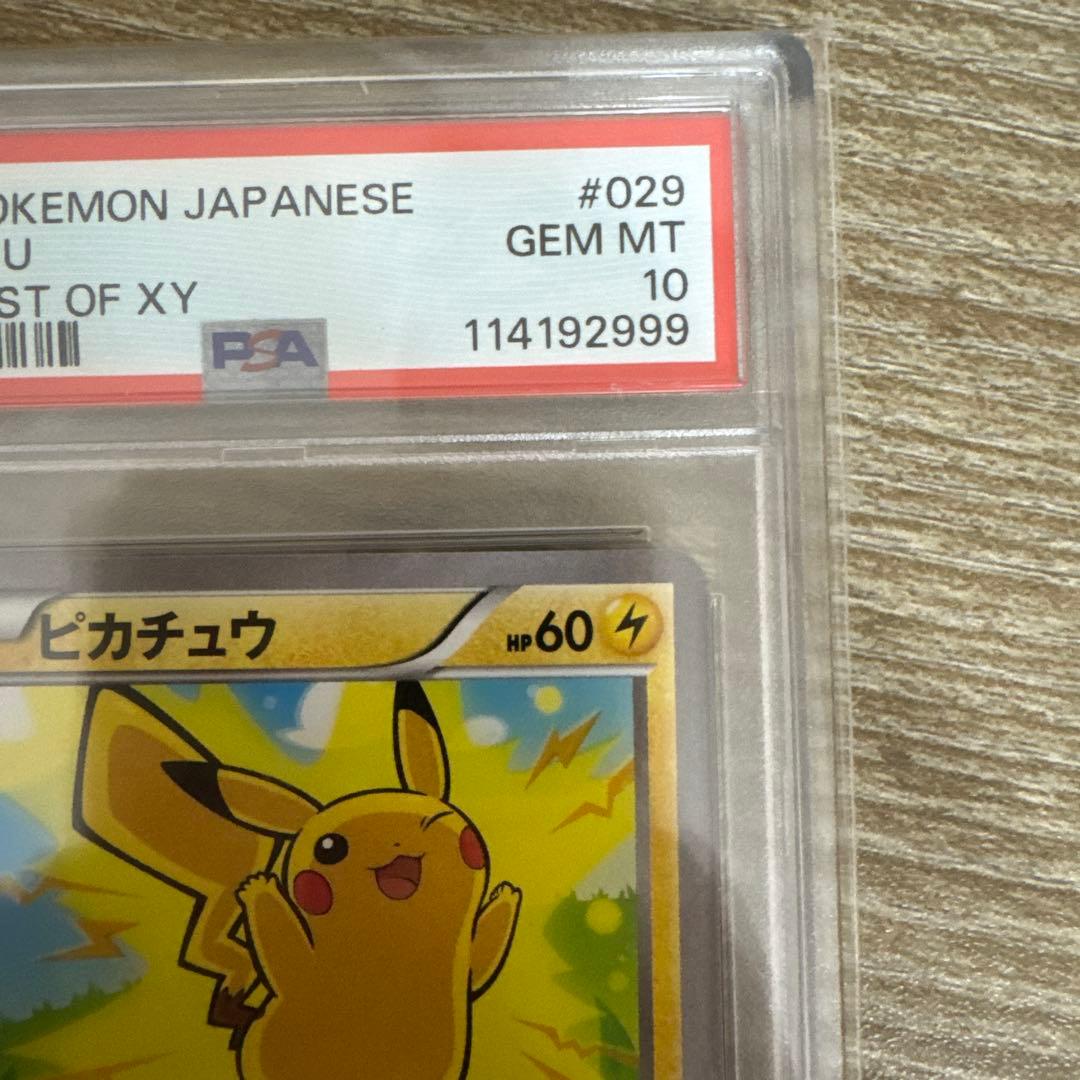 OKEMON JAPANESE #029
U GEM MT
ST OF XY 10
PSA 114192999
ピカチュウ HP60